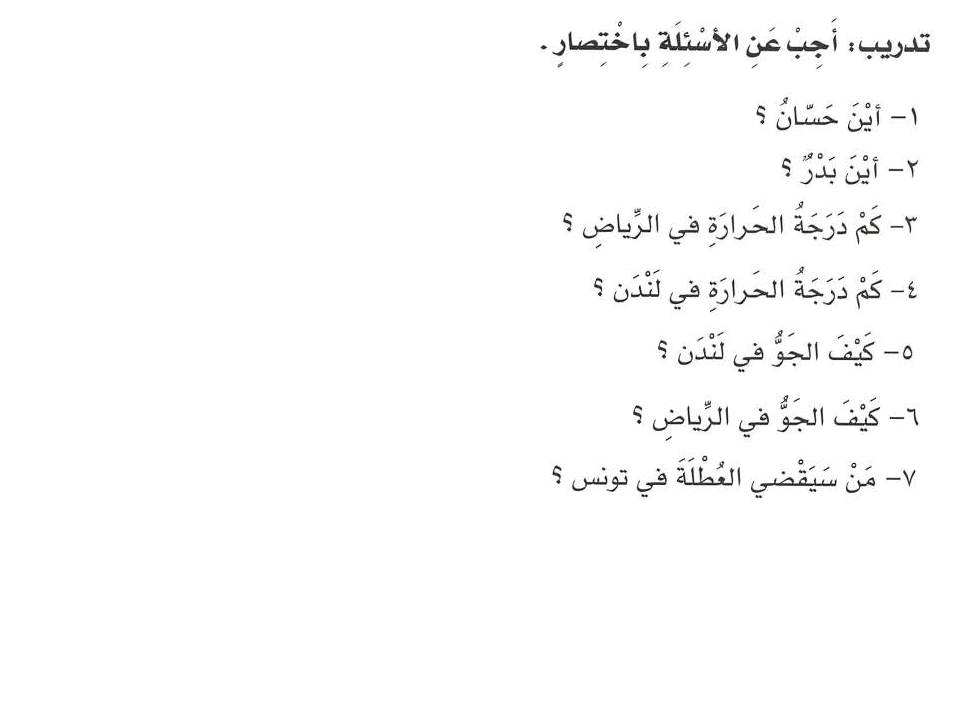 تدريب: أَجِبْ عَنِ الأسْئِلَةِ بِاخْتِصارٍ .
١- أيْنَ حَسّانُ ؟
٢- أيْنَ بَدْرٌ ؟
٣- كَمْ دَرَجَةُ الحَرارَةِ في الرِّياضِ ؟
٤- كَمْ دَرَجَةُ الحَرارَةِ في لَنْدَن ؟
٥- كَيْفَ الجَوُّ في لَنْدَن ؟
٦- كَيْفَ الجَوُّ في الرِّياضِ ؟
٧- مَنْ سَيَقْضي العُطْلَةَ في تونس ؟